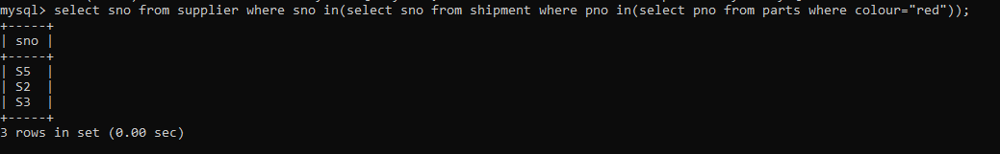 mysql> select sno from supplier where sno in(select sno from shipment where pno in(select pno from parts where colour="red"));
+-----+
| sno |
+-----+
| S5  |
| S2  |
| S3  |
+-----+
3 rows in set (0.00 sec)